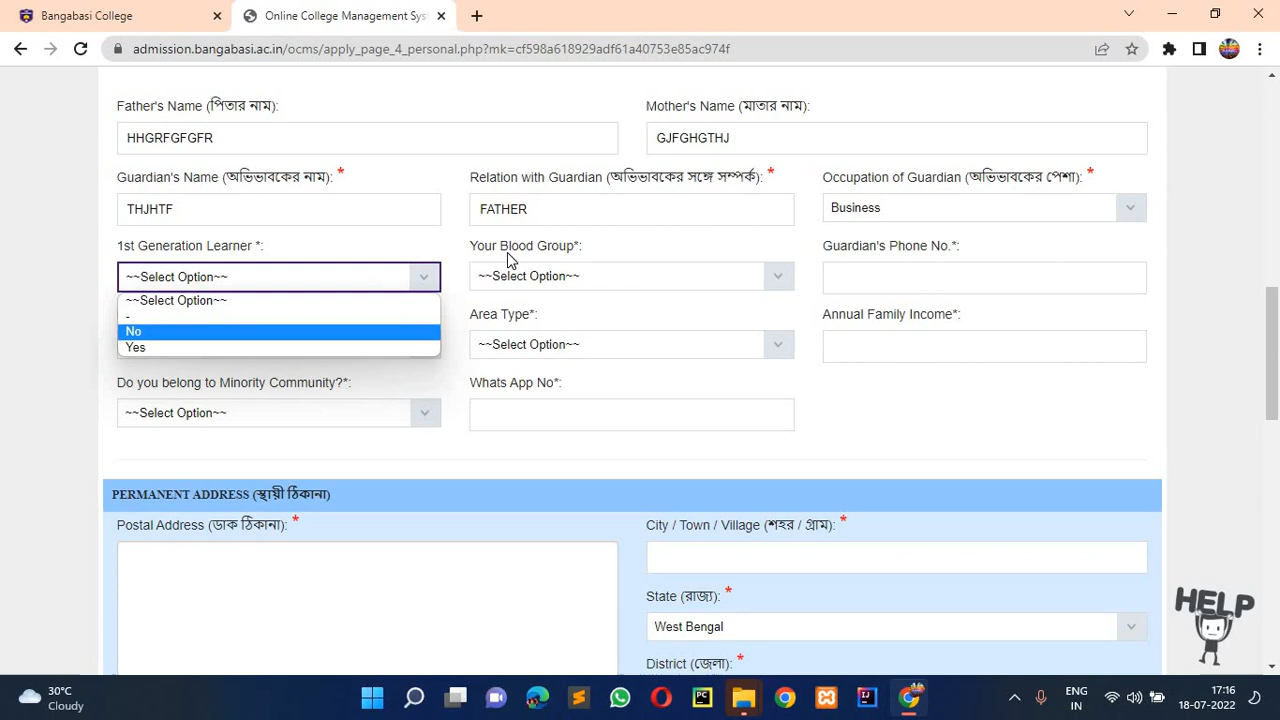 Bangabasi College
Online College Management Sys
admission.bangabasi.ac.in/ocms/apply_page_4_personal.php?mk=cf598a618929adf61a40753e85ac974f
Father's Name (পিতার নাম):
Mother's Name (মাতার নাম):
HHGRFGFGFR
GJFGHGTHJ
Guardian's Name (অভিভাবকের নাম): *
Relation with Guardian (অভিভাবকের সঙ্গে সম্পর্ক): *
Occupation of Guardian (অভিভাবকের পেশা): *
THJHTF
FATHER
Business
1st Generation Learner *:
Your Blood Group*:
Guardian's Phone No.*:
~~Select Option~~
~~Select Option~~
~~Select Option~~
-
No
Yes
Area Type*:
Annual Family Income*:
~~Select Option~~
Do you belong to Minority Community?*:
Whats App No*:
~~Select Option~~
PERMANENT ADDRESS (স্থায়ী ঠিকানা)
Postal Address (ডাক ঠিকানা): *
City / Town / Village (শহর / গ্রাম): *
State (রাজ্য): *
West Bengal
District (জেলা): *
HELP
30°C
Cloudy
ENG
IN
17:16
18-07-2022